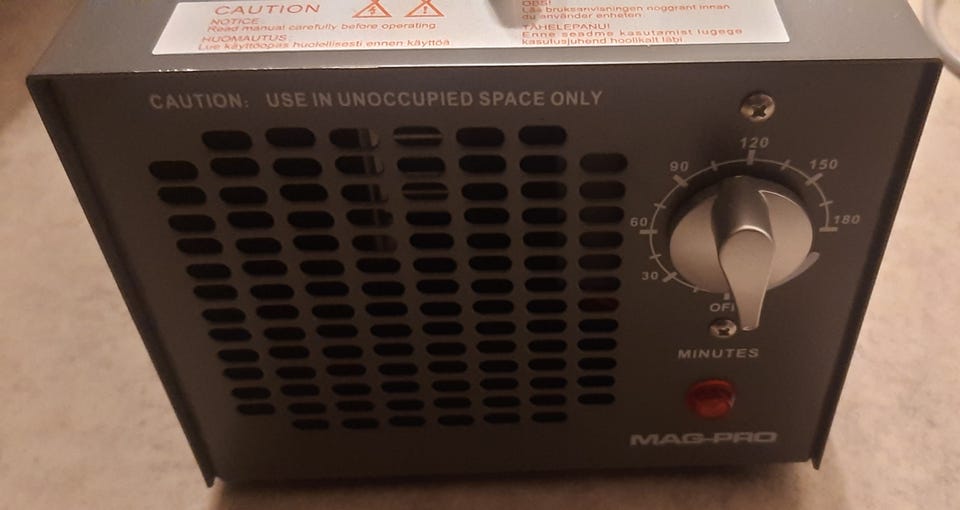 CAUTION
NOTICE
Read manual carefully before operating.
HUOMAUTUS
Lue käyttöopas huolellisesti ennen käyttöä.
OBS!
Läs bruksanvisningen noggrant innan
du använder enheten.
TÄHELEPANU!
Enne seadme kasutamist lugege
kasutusjuhend hoolikalt läbi.
CAUTION: USE IN UNOCCUPIED SPACE ONLY
120
90
150
60
180
30
OFF
MINUTES
MAG-PRO